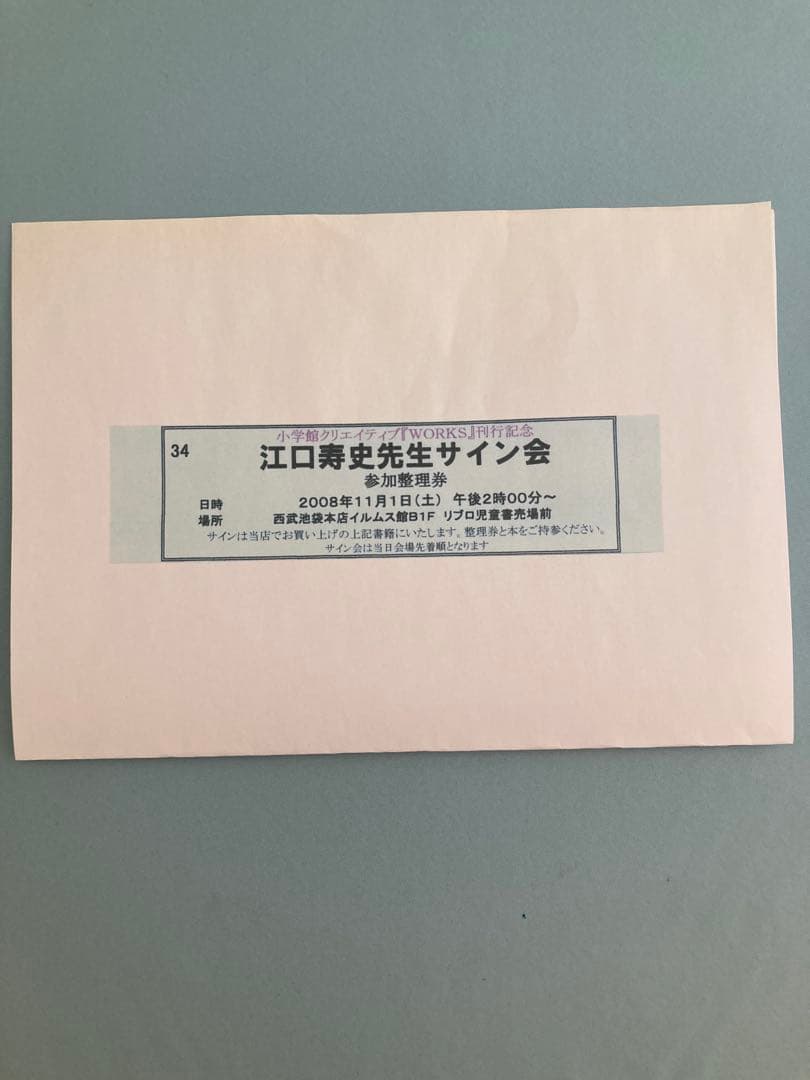 小学館クリエイティブ『WORKS』刊行記念
34
江口寿史先生サイン会
参加整理券
日時 2008年11月1日(土) 午後2時00分~
場所 西武池袋本店イルムス館B1F リブロ児童書売場前
サインは当店でお買い上げの上記書籍にいたします。整理券と本をご持参ください。
サイン会は当日会場先着順となります